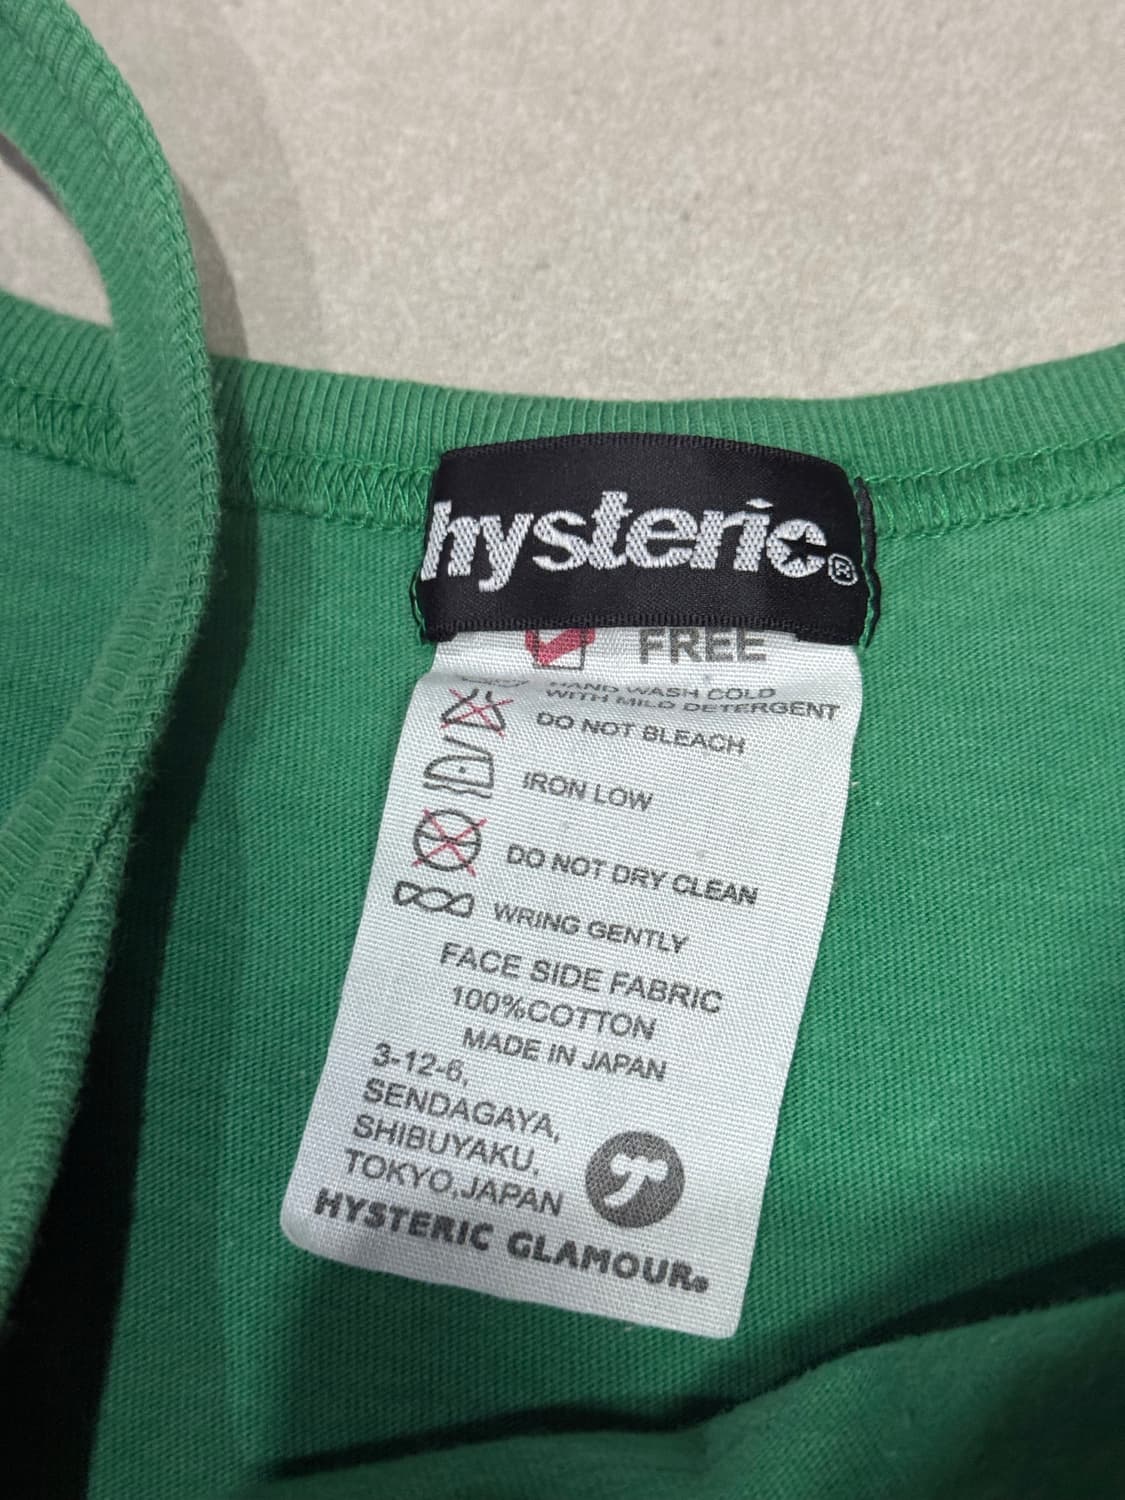 hysteric®
FREE
HAND WASH COLD
WITH MILD DETERGENT
DO NOT BLEACH
IRON LOW
DO NOT DRY CLEAN
WRING GENTLY
FACE SIDE FABRIC
100%COTTON
MADE IN JAPAN
3-12-6,
SENDAGAYA,
SHIBUYAKU,
TOKYO,JAPAN
HYSTERIC GLAMOUR®